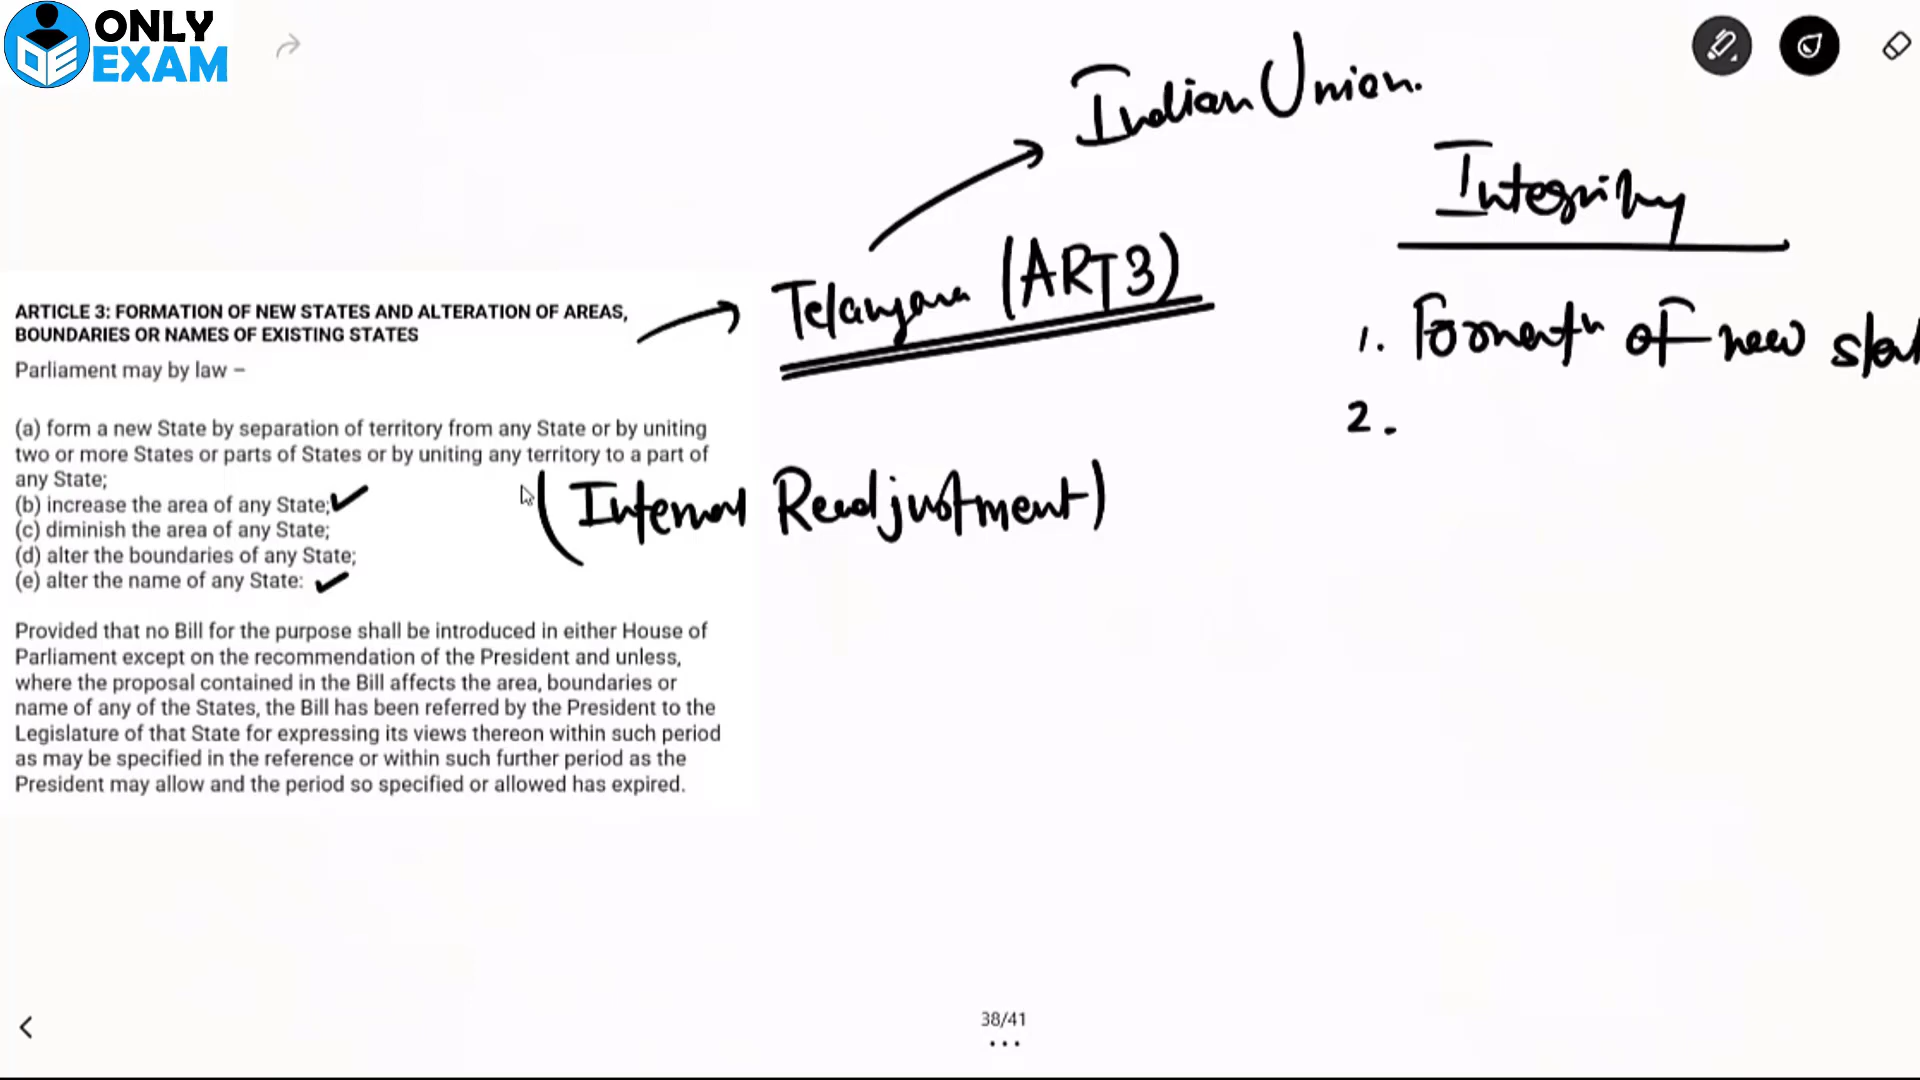 ONLY
EXAM
Indian Union.
Integrity
Telangana (ART 3)
ARTICLE 3: FORMATION OF NEW STATES AND ALTERATION OF AREAS,
BOUNDARIES OR NAMES OF EXISTING STATES
1. Formatn of new
Parliament may by law –
2.
(a) form a new State by separation of territory from any State or by uniting
two or more States or parts of States or by uniting any territory to a part of
any State;
(b) increase the area of any State;
(Internal Readjustment)
(c) diminish the area of any State;
(d) alter the boundaries of any State;
(e) alter the name of any State:
Provided that no Bill for the purpose shall be introduced in either House of
Parliament except on the recommendation of the President and unless,
where the proposal contained in the Bill affects the area, boundaries or
name of any of the States, the Bill has been referred by the President to the
Legislature of that State for expressing its views thereon within such period
as may be specified in the reference or within such further period as the
President may allow and the period so specified or allowed has expired.
38/41